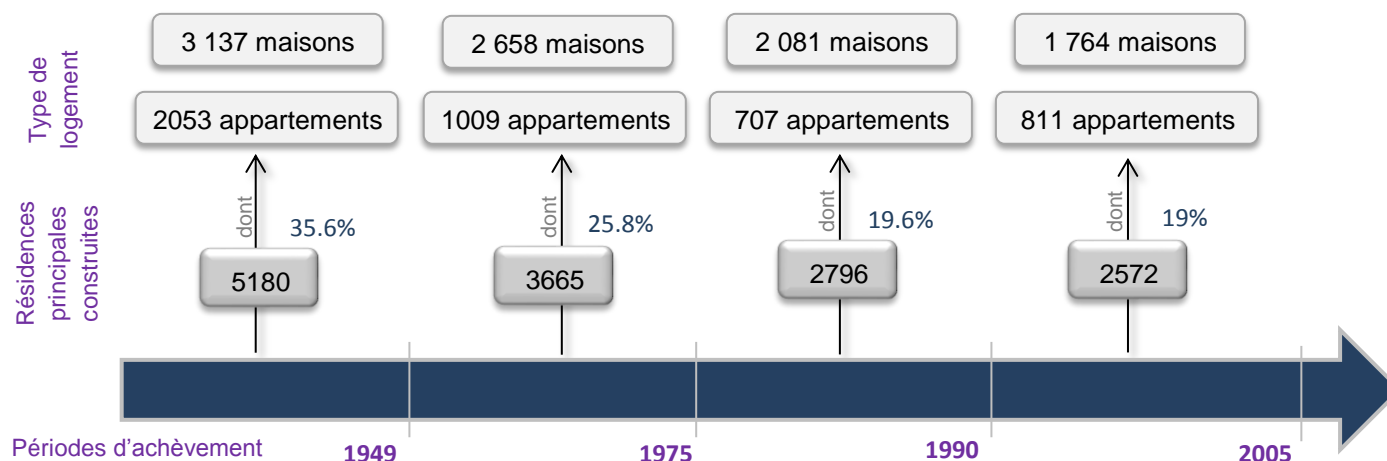 Type de
logement
3 137 maisons
2 658 maisons
2 081 maisons
1 764 maisons
2053 appartements
1009 appartements
707 appartements
811 appartements
Résidences
principales
construites
dont
35.6%
dont
25.8%
dont
19.6%
dont
19%
5180
3665
2796
2572
Périodes d'achèvement
1949
1975
1990
2005